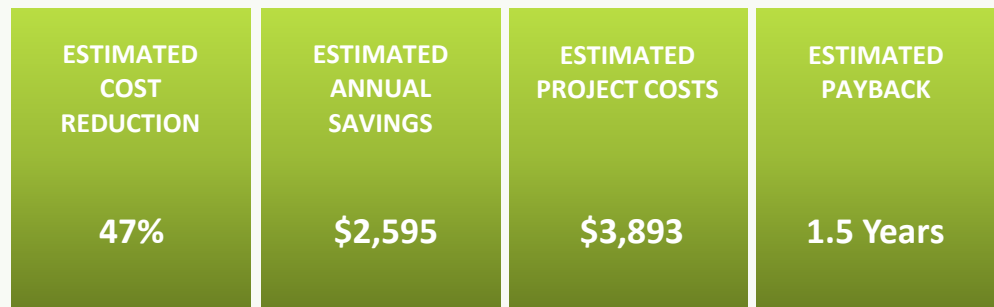 ESTIMATED
COST
REDUCTION
47%
ESTIMATED
ANNUAL
SAVINGS
$2,595
ESTIMATED
PROJECT COSTS
$3,893
ESTIMATED
PAYBACK
1.5 Years